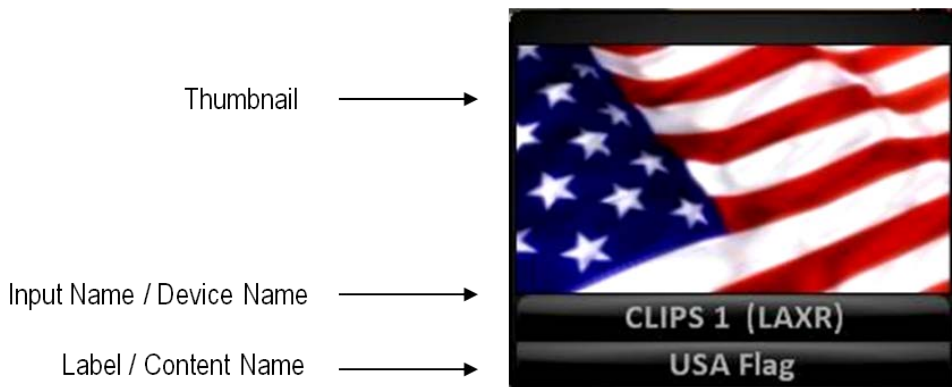 Thumbnail
Input Name / Device Name
CLIPS 1 (LAXR)
Label / Content Name
USA Flag